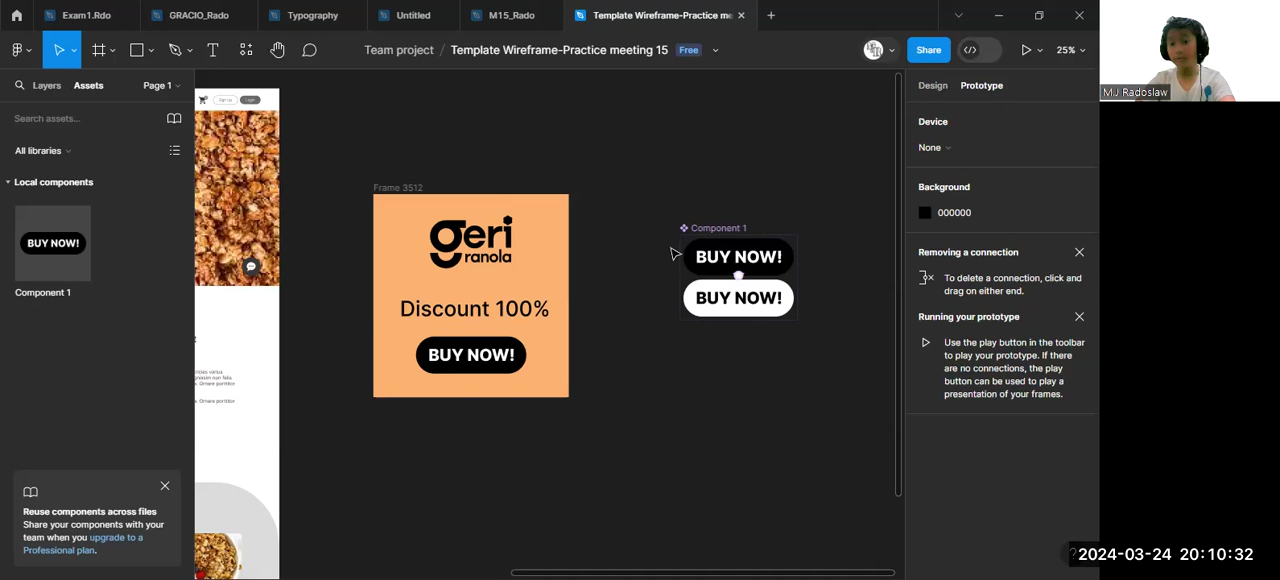 Exam1.Rdo
GRACIO_Rado
Typography
Untitled
M15_Rado
Template Wireframe-Practice me
Team project / Template Wireframe-Practice meeting 15 Free
Share
25%
Layers Assets Page 1
Search assets...
All libraries
Local components
BUY NOW!
Component 1
Reuse components across files
Share your components with your
team when you upgrade to a
Professional plan.
Sign Up
Login
Frame 3512
geri
ranola
Discount 100%
BUY NOW!
Component 1
BUY NOW!
BUY NOW!
Design Prototype
Device
None
Background
000000
Removing a connection
To delete a connection, click and
drag on either end.
Running your prototype
Use the play button in the toolbar
to play your prototype. If there
are no connections, the play
button can be used to play a
presentation of your frames.
MJ Radoslaw
2024-03-24 20:10:32